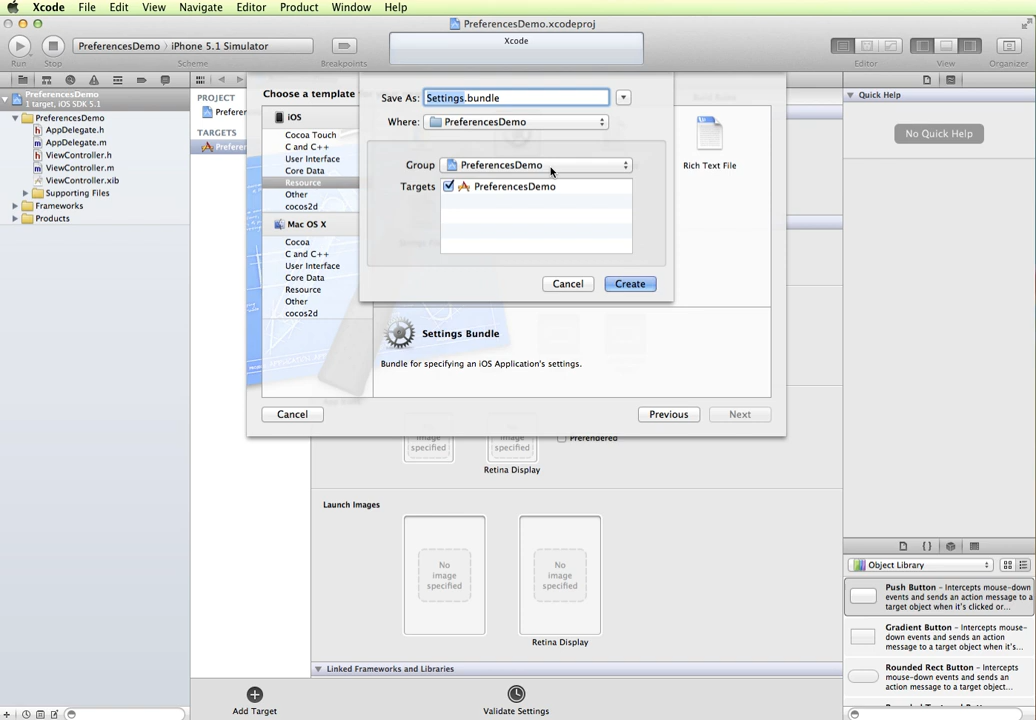 Xcode File Edit View Navigate Editor Product Window Help
PreferencesDemo.xcodeproj
PreferencesDemo iPhone 5.1 Simulator
Xcode
Run Stop Scheme Breakpoints Editor View Organizer
PreferencesDemo
1 target, iOS SDK 5.1
PreferencesDemo
AppDelegate.h
AppDelegate.m
ViewController.h
ViewController.m
ViewController.xib
Supporting Files
Frameworks
Products
PROJECT
Prefere
TARGETS
Prefere
Choose a template
iOS
Cocoa Touch
C and C++
User Interface
Core Data
Resource
Other
cocos2d
Mac OS X
Cocoa
C and C++
User Interface
Core Data
Resource
Other
cocos2d
Save As: Settings.bundle
Where: PreferencesDemo
Group PreferencesDemo
Targets PreferencesDemo
Cancel Create
Rich Text File
Settings Bundle
Bundle for specifying an iOS Application's settings.
Cancel Previous Next
image
specified
image
specified
Prerendered
Retina Display
Launch Images
No
image
specified
No
image
specified
Retina Display
Linked Frameworks and Libraries
Add Target
Validate Settings
Quick Help
No Quick Help
Object Library
Push Button – Intercepts mouse-down
events and sends an action message to a
target object when it's clicked or...
Gradient Button – Intercepts mouse-
down events and sends an action
message to a target object when it's...
Rounded Rect Button – Intercepts
mouse-down events and sends an
action message to a target object...